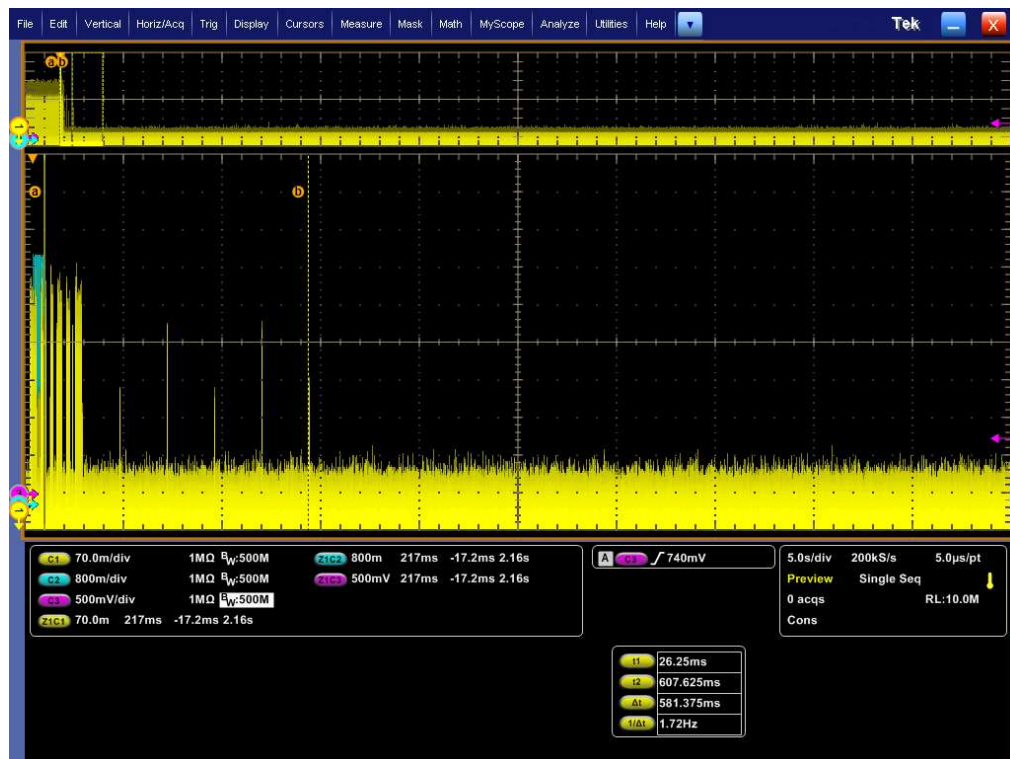 File Edit Vertical Horiz/Acq Trig Display Cursors Measure Mask Math MyScope Analyze Utilities Help Tek X
a b
1
a b
1
C1 70.0m/div 1MΩ BW:500M Z1C2 800m 217ms -17.2ms 2.16s A C3 740mV 5.0s/div 200kS/s 5.0µs/pt
C2 800m/div 1MΩ BW:500M Z1C3 500mV 217ms -17.2ms 2.16s Preview Single Seq
C3 500mV/div 1MΩ BW:500M 0 acqs RL:10.0M
Z1C1 70.0m 217ms -17.2ms 2.16s Cons
t1 26.25ms
t2 607.625ms
Δt 581.375ms
1/Δt 1.72Hz